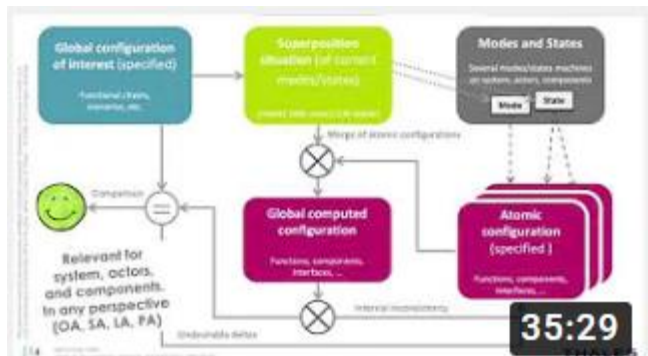 Global configuration
of interest (specified)
Functional chains,
scenarios, etc.
Superposition
situation (of current
modes/states)
Modes and States
Several modes/states machines
on system, actors, components
Mode
State
Merge of atomic configurations
Comparison
Global computed
configuration
Functions, components,
interfaces, ...
Atomic
configuration
(specified )
Functions, components,
interfaces, ...
Relevant for
system, actors,
and components.
In any perspective
(OA, SA, LA, PA)
Internal inconsistency
Undesirable deltas
35:29
THALES